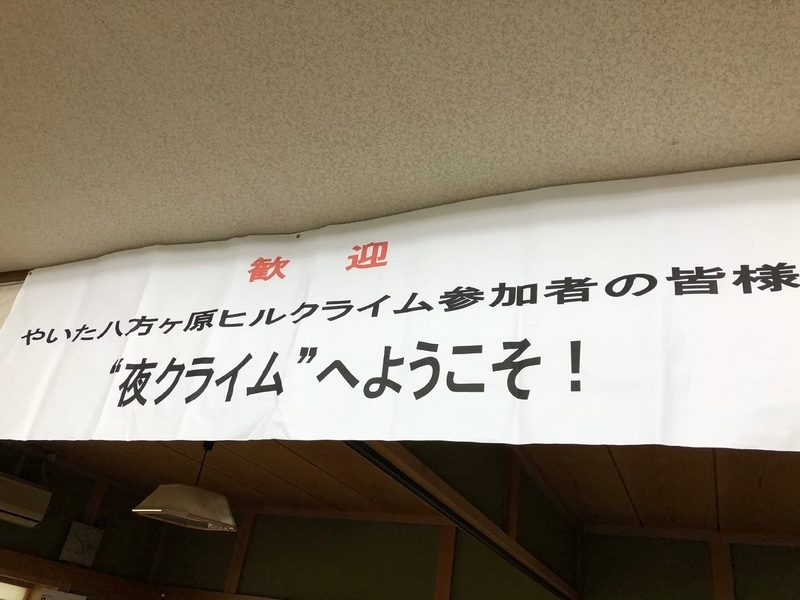 歓 迎
やいた八方ヶ原ヒルクライム参加者の皆様
“夜クライム”へようこそ！